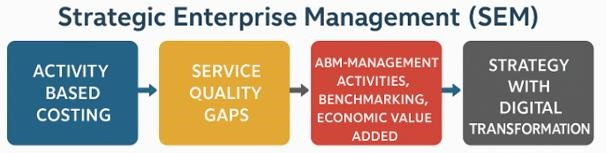 Strategic Enterprise Management (SEM)
ACTIVITY
BASED
COSTING
SERVICE
QUALITY
GAPS
ABM-MANAGEMENT
ACTIVITIES,
BENCHMARKING,
ECONOMIC VALUE
ADDED
STRATEGY
WITH
DIGITAL
TRANSFORMATION